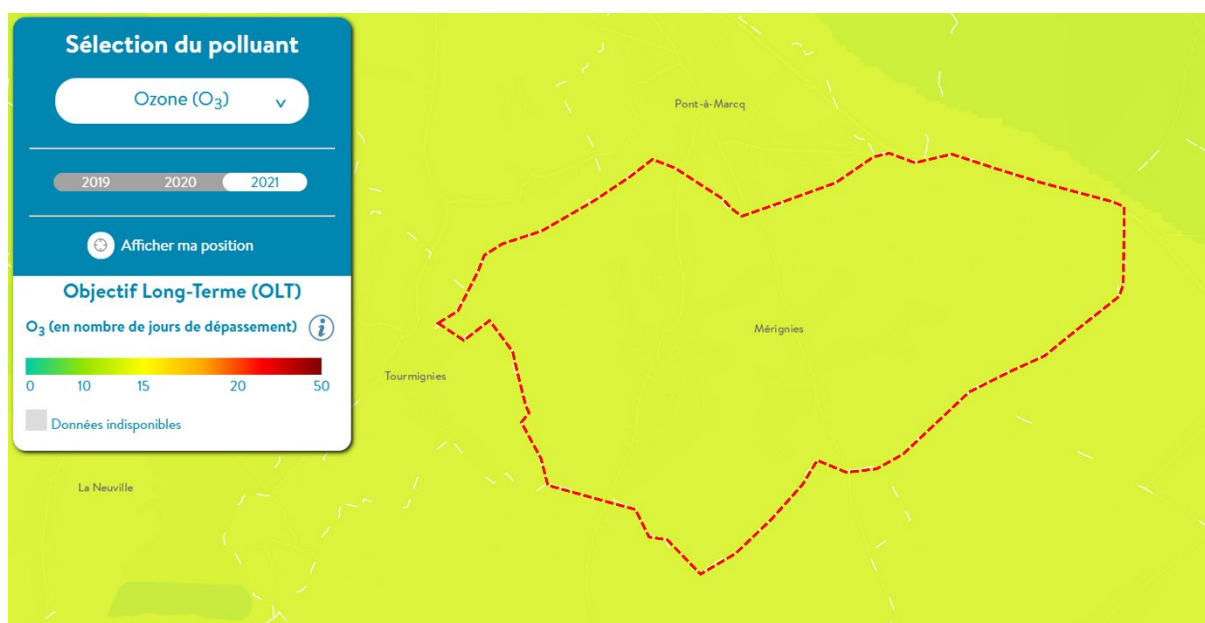 Sélection du polluant
Ozone (O₃)
2019 2020 2021
Afficher ma position
Objectif Long-Terme (OLT)
O₃ (en nombre de jours de dépassement) i
0 10 15 20 50
Données indisponibles
Pont-à-Marcq
Mérignies
Tourmignies
La Neuville